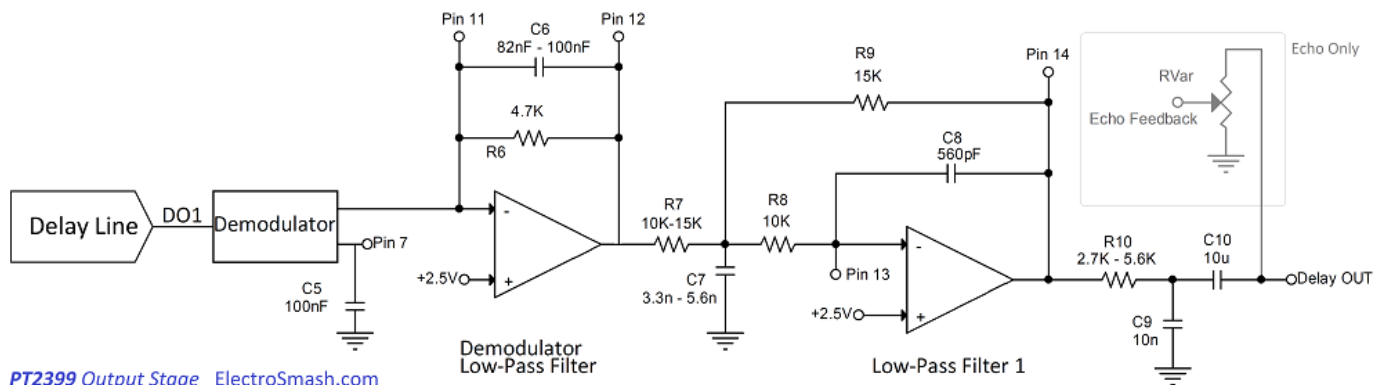 Pin 11
Pin 12
C6
82nF - 100nF
4.7K
R6
R9
15K
Pin 14
C8
560pF
Echo Only
RVar
Echo Feedback
Delay Line
DO1
Demodulator
Pin 7
C5
100nF
-
+2.5V
+
R7
10K-15K
R8
10K
C7
3.3n - 5.6n
Pin 13
-
+2.5V
+
R10
2.7K - 5.6K
C10
10u
Delay OUT
C9
10n
Demodulator
Low-Pass Filter
Low-Pass Filter 1
PT2399 Output Stage ElectroSmash.com